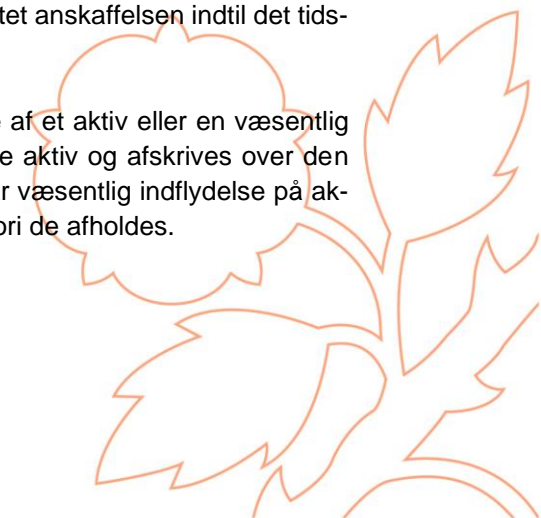 tet anskaffelsen indtil det tids-
e af et aktiv eller en væsentlig
e aktiv og afskrives over den
r væsentlig indflydelse på ak-
ori de afholdes.